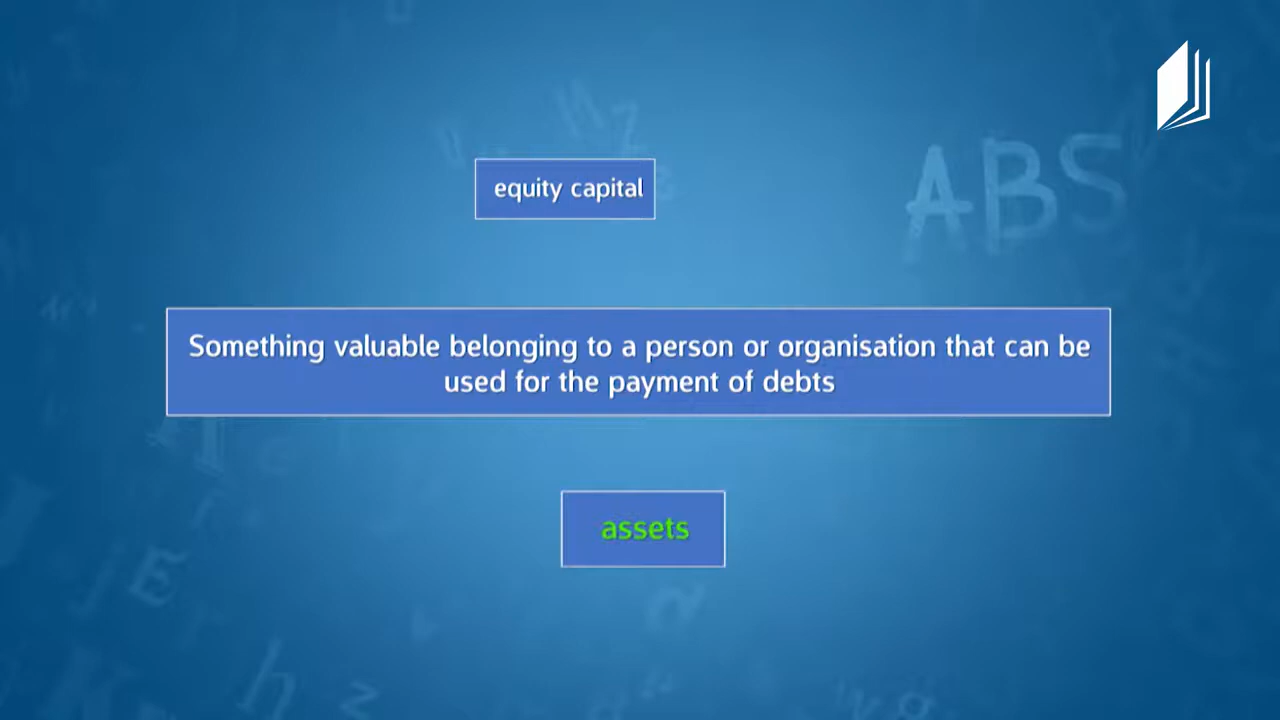 ABS
equity capital
Something valuable belonging to a person or organisation that can be
used for the payment of debts
assets